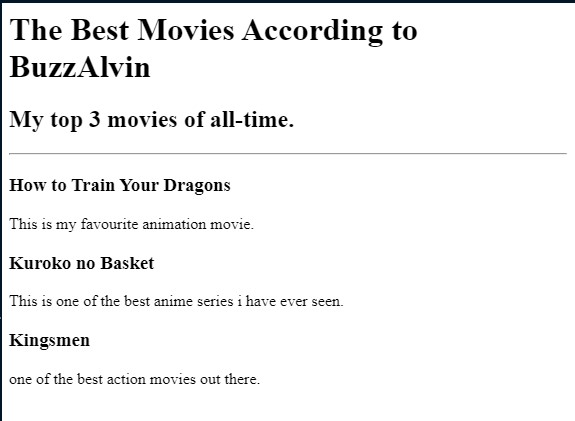 The Best Movies According to
BuzzAlvin
My top 3 movies of all-time.
How to Train Your Dragons
This is my favourite animation movie.
Kuroko no Basket
This is one of the best anime series i have ever seen.
Kingsmen
one of the best action movies out there.